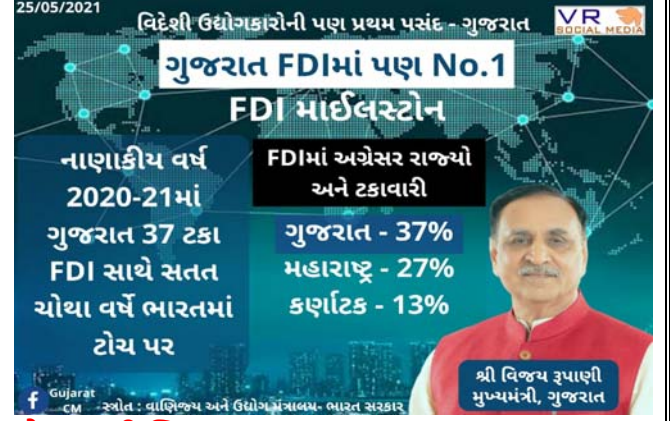 25/05/2021
VR
SOCIAL MEDIA
વિદેશી ઉદ્યોગકારોની પણ પ્રથમ પસંદ - ગુજરાત
ગુજરાત FDIમાં પણ No.1
FDI માઈલસ્ટોન
નાણાકીય વર્ષ
2020-21માં
ગુજરાત 37 ટકા
FDI સાથે સતત
ચોથા વર્ષે ભારતમાં
ટોચ પર
FDIમાં અગ્રેસર રાજ્યો
અને ટકાવારી
ગુજરાત - 37%
મહારાષ્ટ્ર - 27%
કર્ણાટક - 13%
શ્રી વિજય રૂપાણી
મુખ્યમંત્રી, ગુજરાત
Gujarat
CM
સ્ત્રોત : વાણિજ્ય અને ઉદ્યોગ મંત્રાલય- ભારત સરકાર